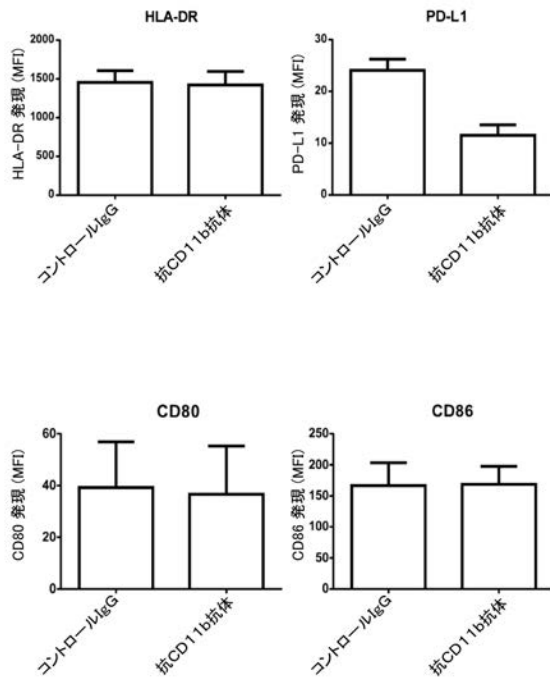 HLA-DR
HLA-DR 発現 (MFI)
2000
1500
1000
500
0
コントロールIgG
抗CD11b抗体
PD-L1
PD-L1 発現 (MFI)
30
20
10
0
コントロールIgG
抗CD11b抗体
CD80
CD80 発現 (MFI)
60
40
20
0
コントロールIgG
抗CD11b抗体
CD86
CD86 発現 (MFI)
250
200
150
100
50
0
コントロールIgG
抗CD11b抗体